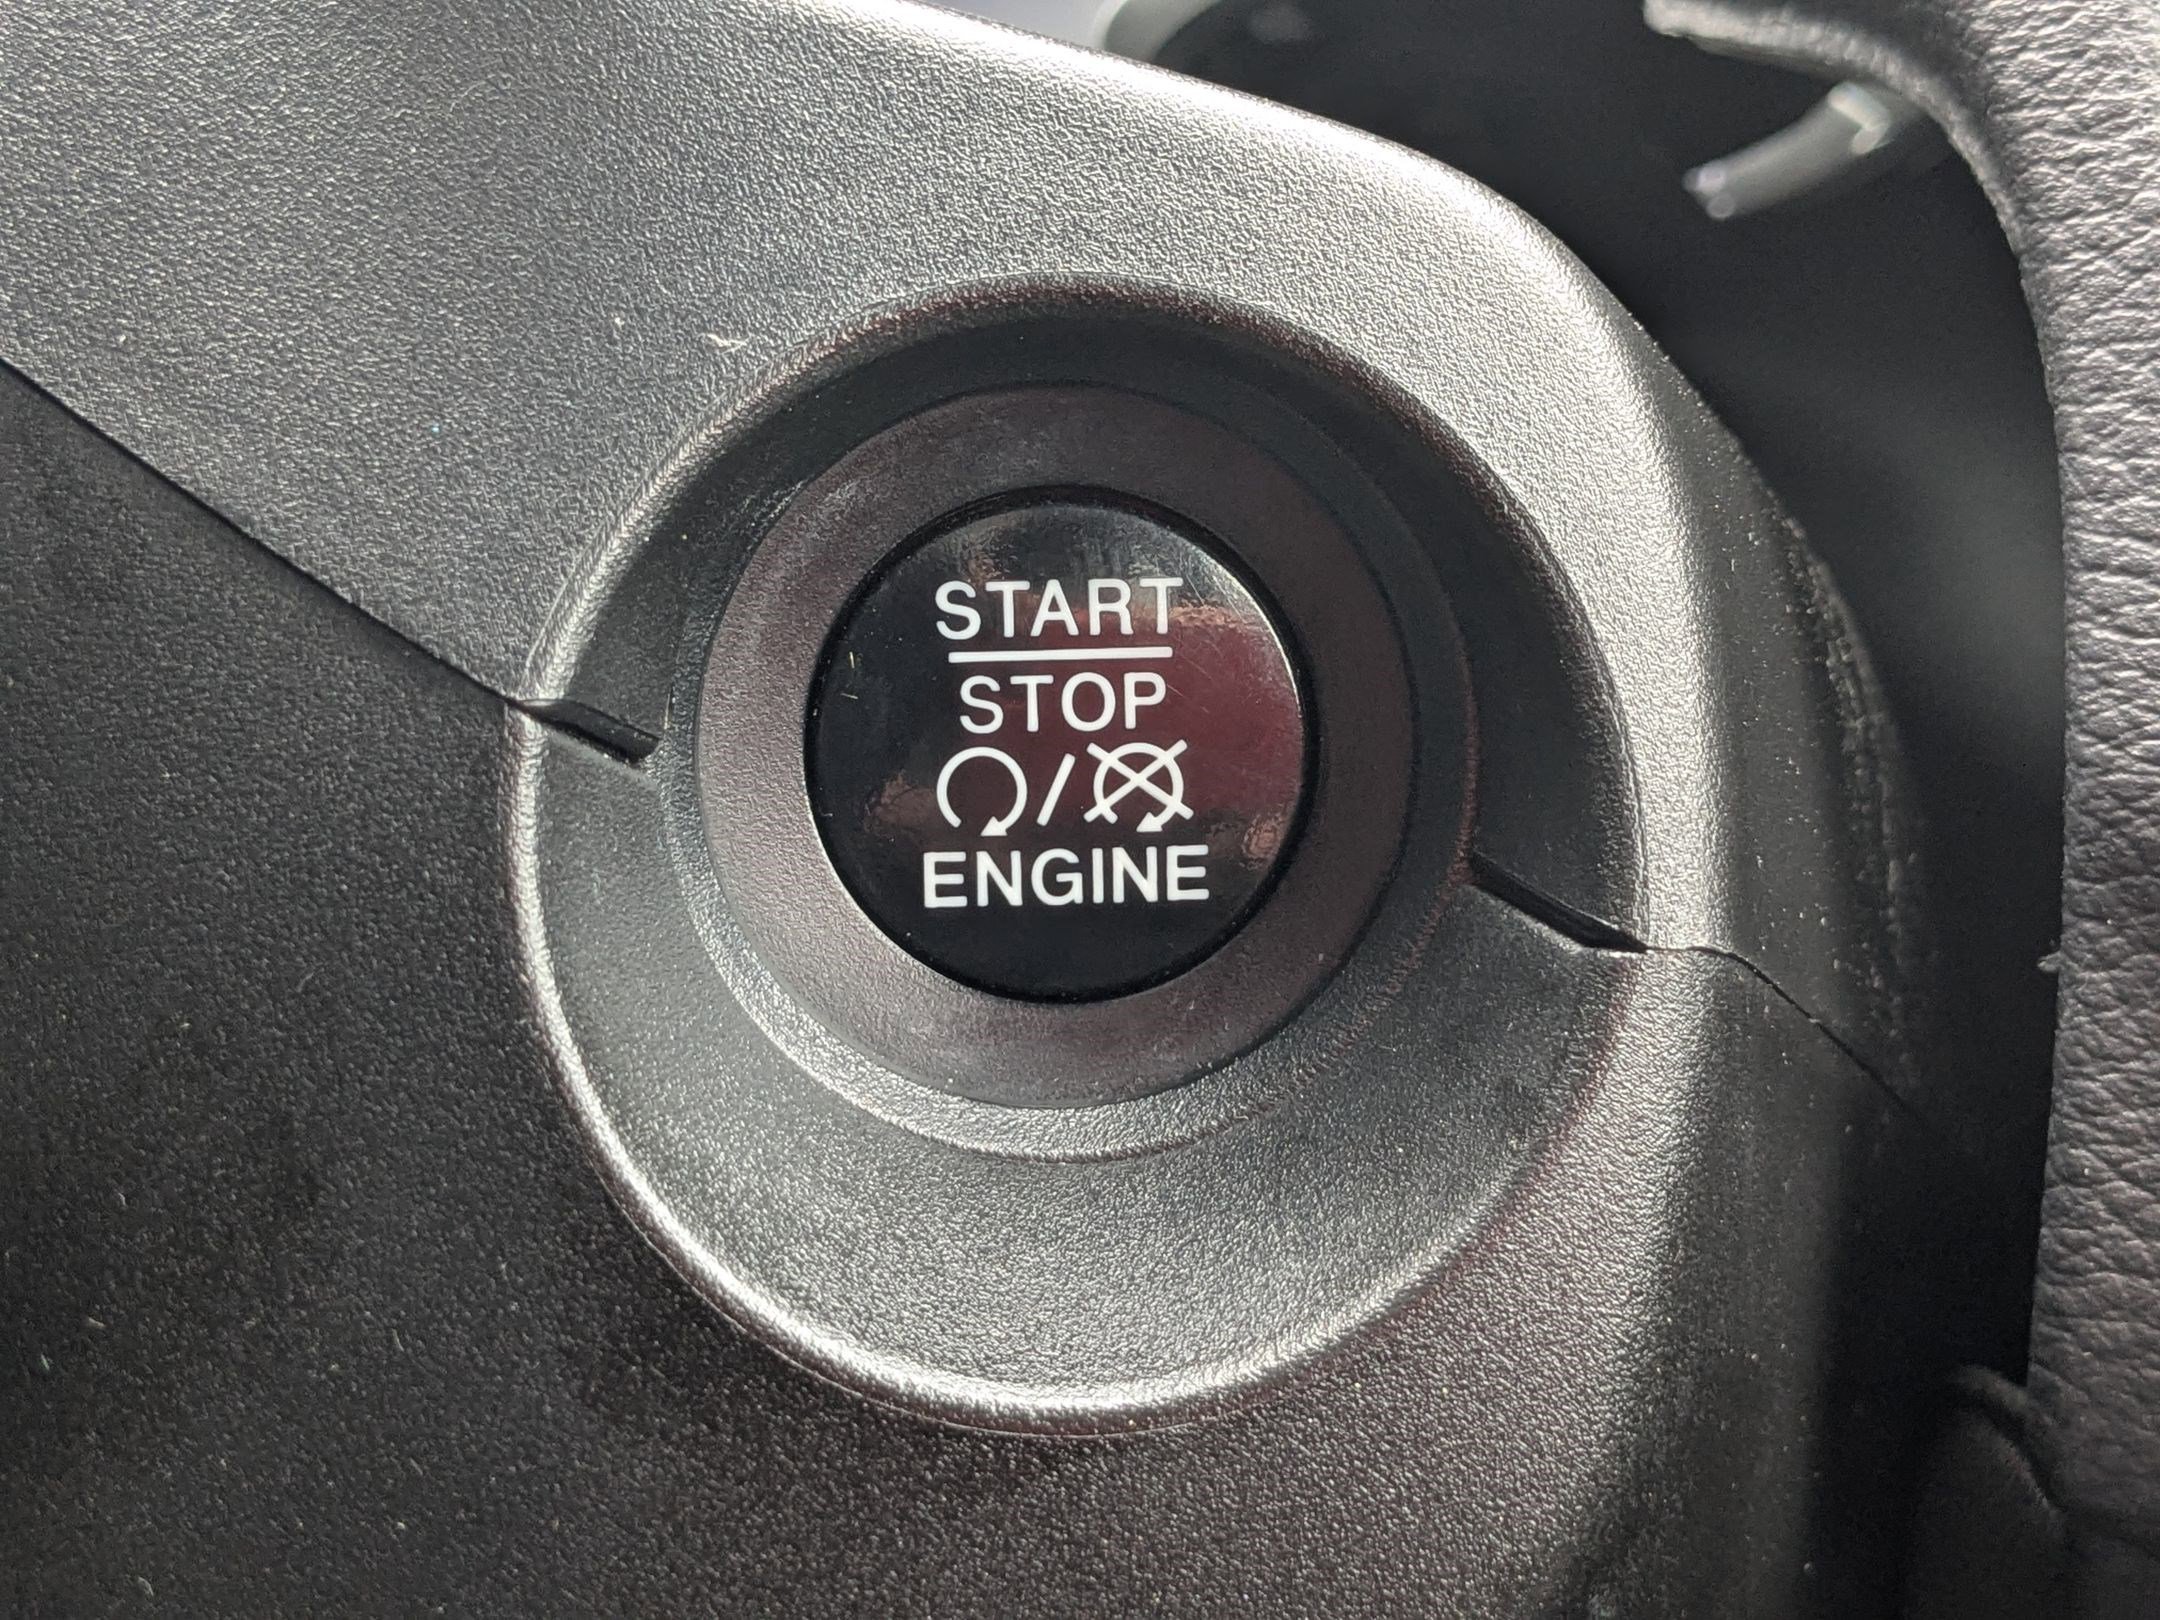 START
STOP
/
ENGINE